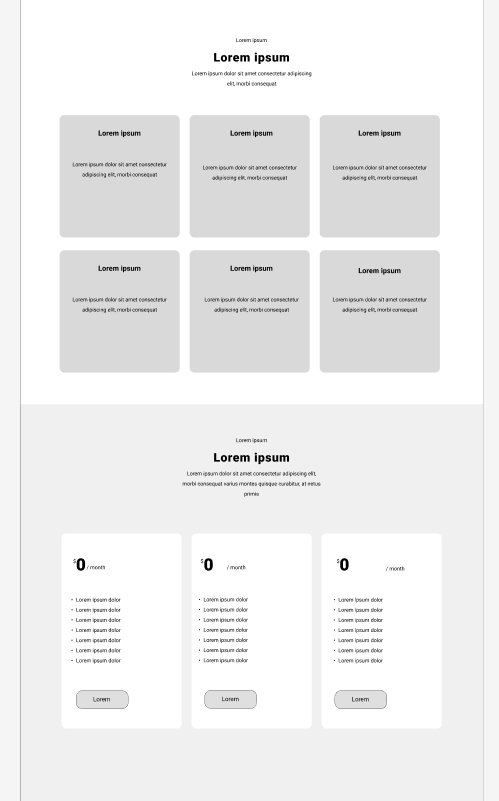 Lorem ipsum
Lorem ipsum
Lorem ipsum dolor sit amet consectetur adipiscing
elit, morbi consequat
Lorem ipsum
Lorem ipsum dolor sit amet consectetur
adipiscing elit, morbi consequat
Lorem ipsum
Lorem ipsum dolor sit amet consectetur
adipiscing elit, morbi consequat
Lorem ipsum
Lorem ipsum dolor sit amet consectetur
adipiscing elit, morbi consequat
Lorem ipsum
Lorem ipsum dolor sit amet consectetur
adipiscing elit, morbi consequat
Lorem ipsum
Lorem ipsum dolor sit amet consectetur
adipiscing elit, morbi consequat
Lorem ipsum
Lorem ipsum dolor sit amet consectetur
adipiscing elit, morbi consequat
Lorem ipsum
Lorem ipsum
Lorem ipsum dolor sit amet consectetur adipiscing elit,
morbi consequat varius montes quisque curabitur, at netus
primis
$0 / month
• Lorem ipsum dolor
• Lorem ipsum dolor
• Lorem ipsum dolor
• Lorem ipsum dolor
• Lorem ipsum dolor
• Lorem ipsum dolor
• Lorem ipsum dolor
Lorem
$0 / month
• Lorem ipsum dolor
• Lorem ipsum dolor
• Lorem ipsum dolor
• Lorem ipsum dolor
• Lorem ipsum dolor
• Lorem ipsum dolor
• Lorem ipsum dolor
Lorem
$0 / month
• Lorem ipsum dolor
• Lorem ipsum dolor
• Lorem ipsum dolor
• Lorem ipsum dolor
• Lorem ipsum dolor
• Lorem ipsum dolor
• Lorem ipsum dolor
Lorem